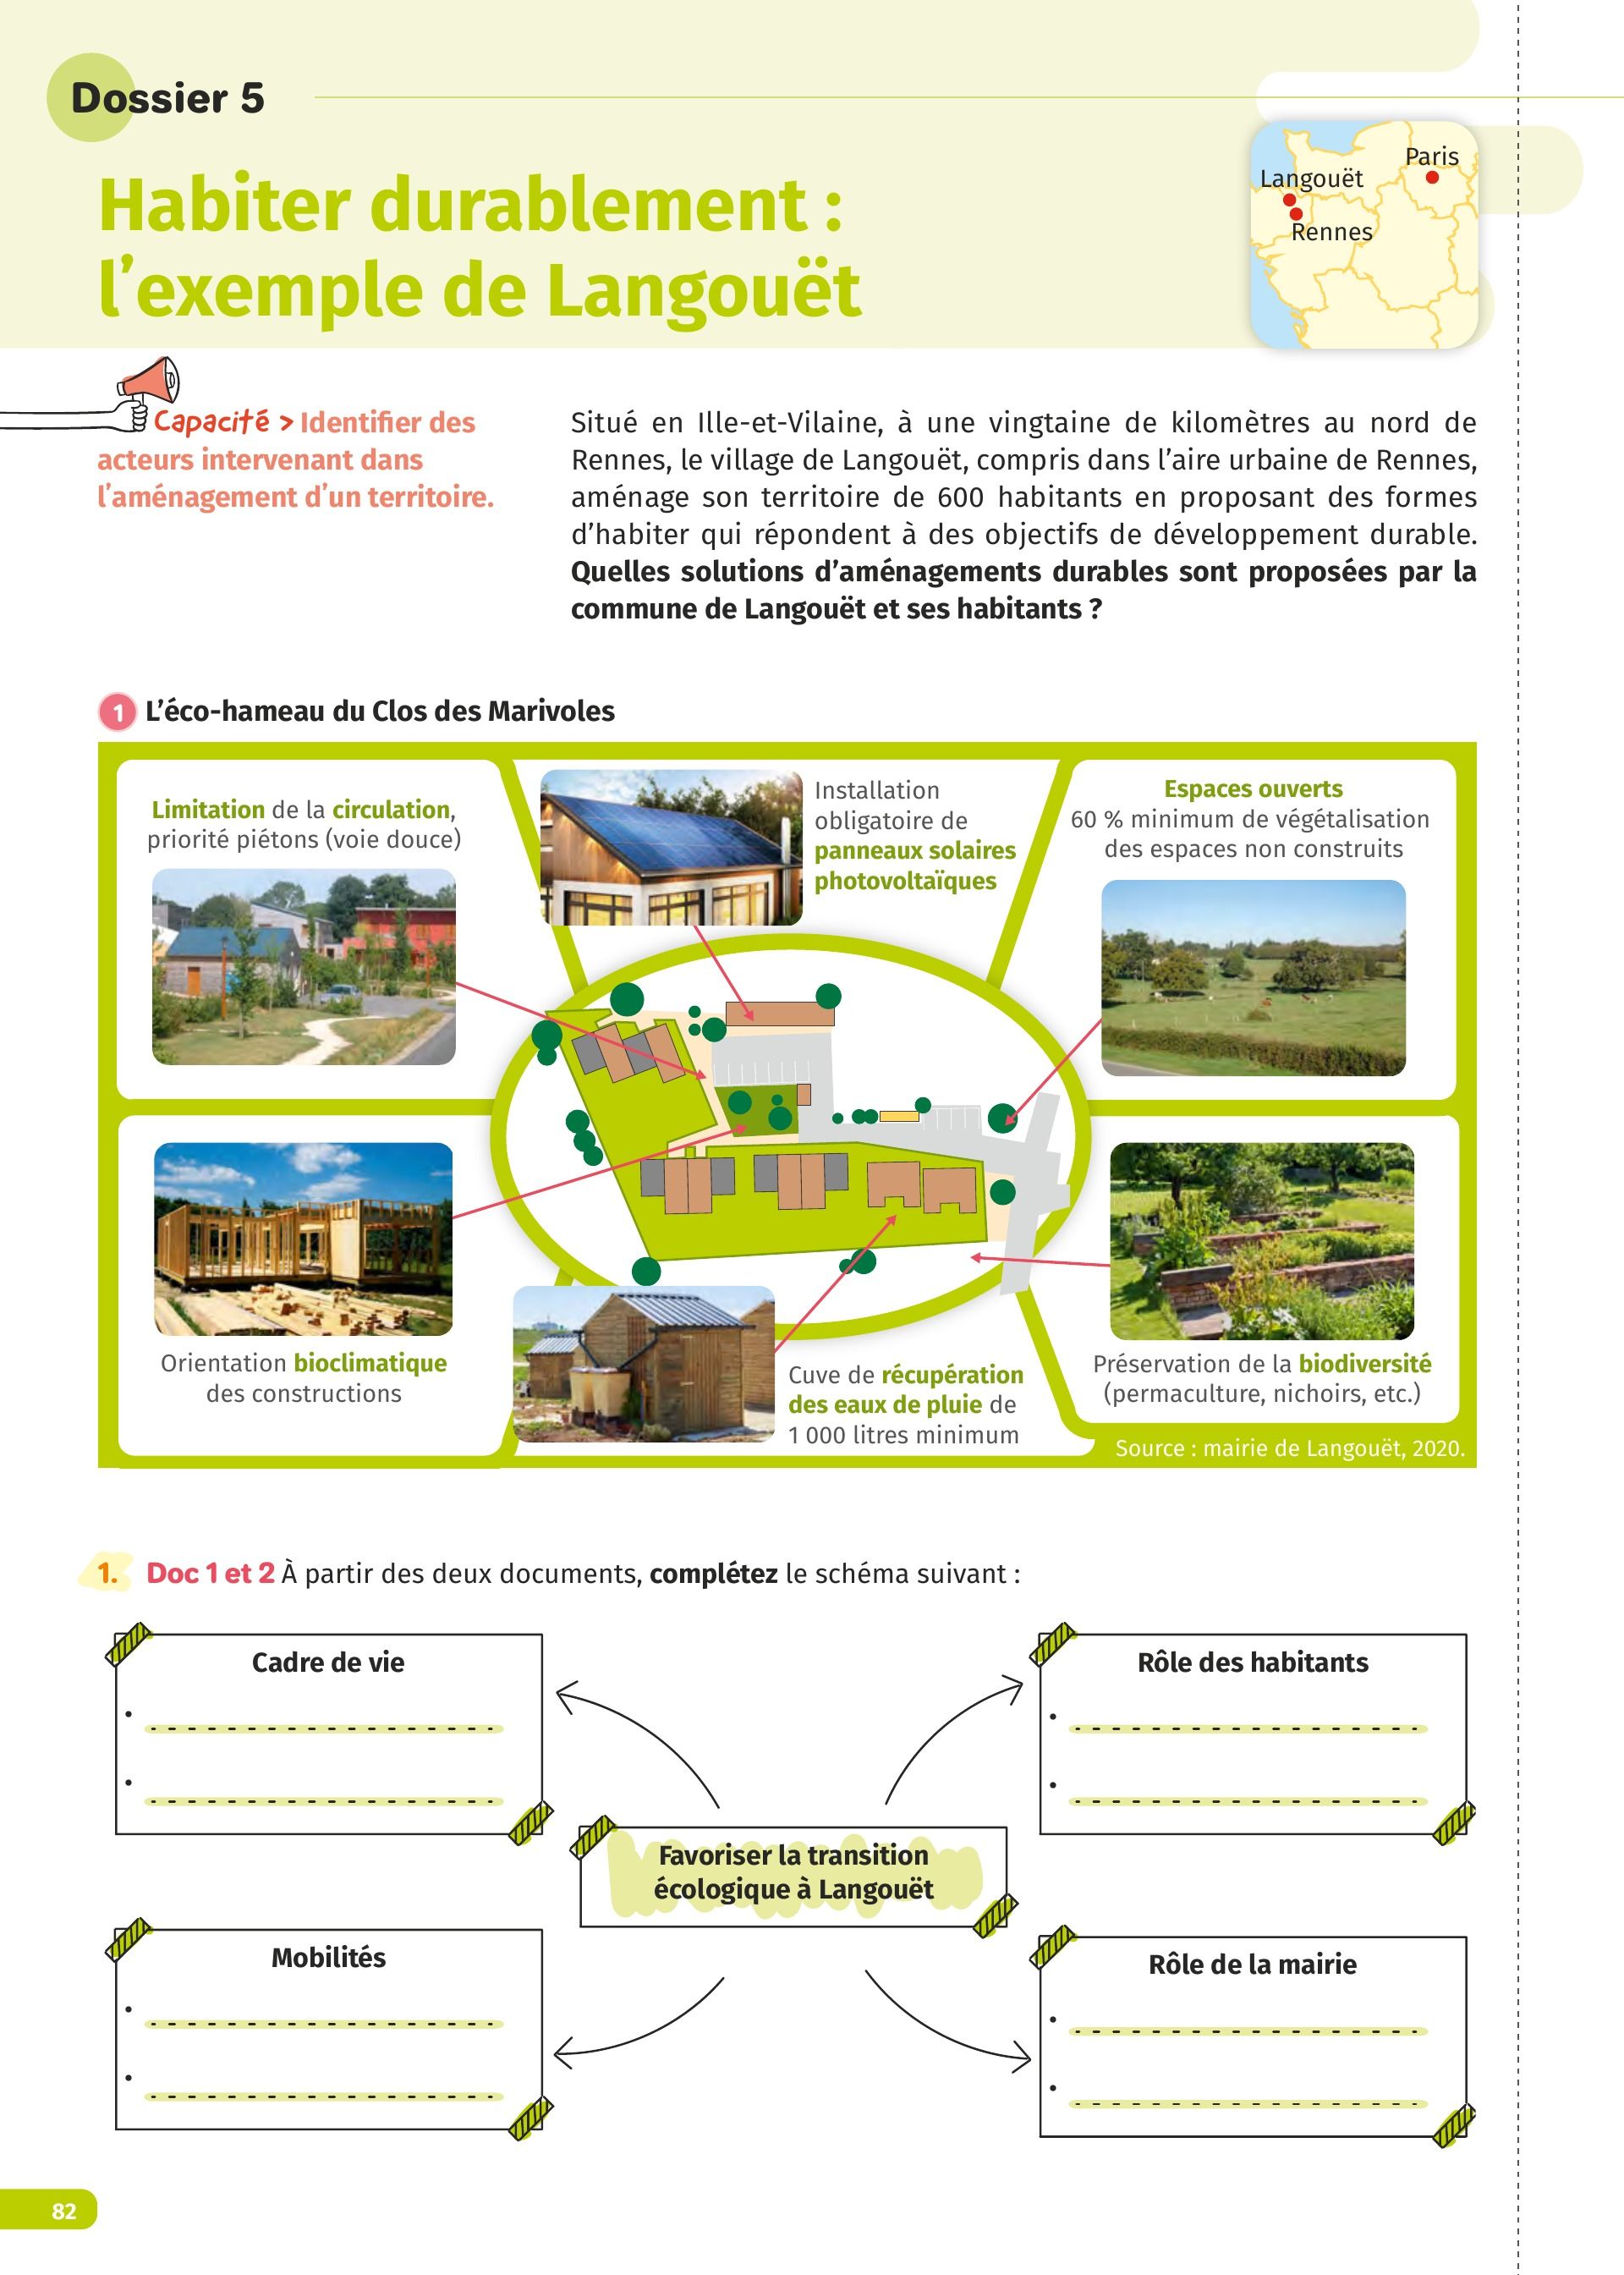 Dossier 5
Habiter durablement :
l'exemple de Langouët
Paris
Langouët
Rennes
Capacité > Identifier des
acteurs intervenant dans
l'aménagement d'un territoire.
Situé en Ille-et-Vilaine, à une vingtaine de kilomètres au nord de
Rennes, le village de Langouët, compris dans l'aire urbaine de Rennes,
aménage son territoire de 600 habitants en proposant des formes
d'habiter qui répondent à des objectifs de développement durable.
Quelles solutions d'aménagements durables sont proposées par la
commune de Langouët et ses habitants ?
1 L'éco-hameau du Clos des Marivoles
Limitation de la circulation,
priorité piétons (voie douce)
Installation
obligatoire de
panneaux solaires
photovoltaïques
Espaces ouverts
60 % minimum de végétalisation
des espaces non construits
Orientation bioclimatique
des constructions
Cuve de récupération
des eaux de pluie de
1 000 litres minimum
Préservation de la biodiversité
(permaculture, nichoirs, etc.)
Source : mairie de Langouët, 2020.
1. Doc 1 et 2 À partir des deux documents, complétez le schéma suivant :
Cadre de vie
•
•
Rôle des habitants
•
•
Favoriser la transition
écologique à Langouët
Mobilités
•
•
Rôle de la mairie
•
•
82